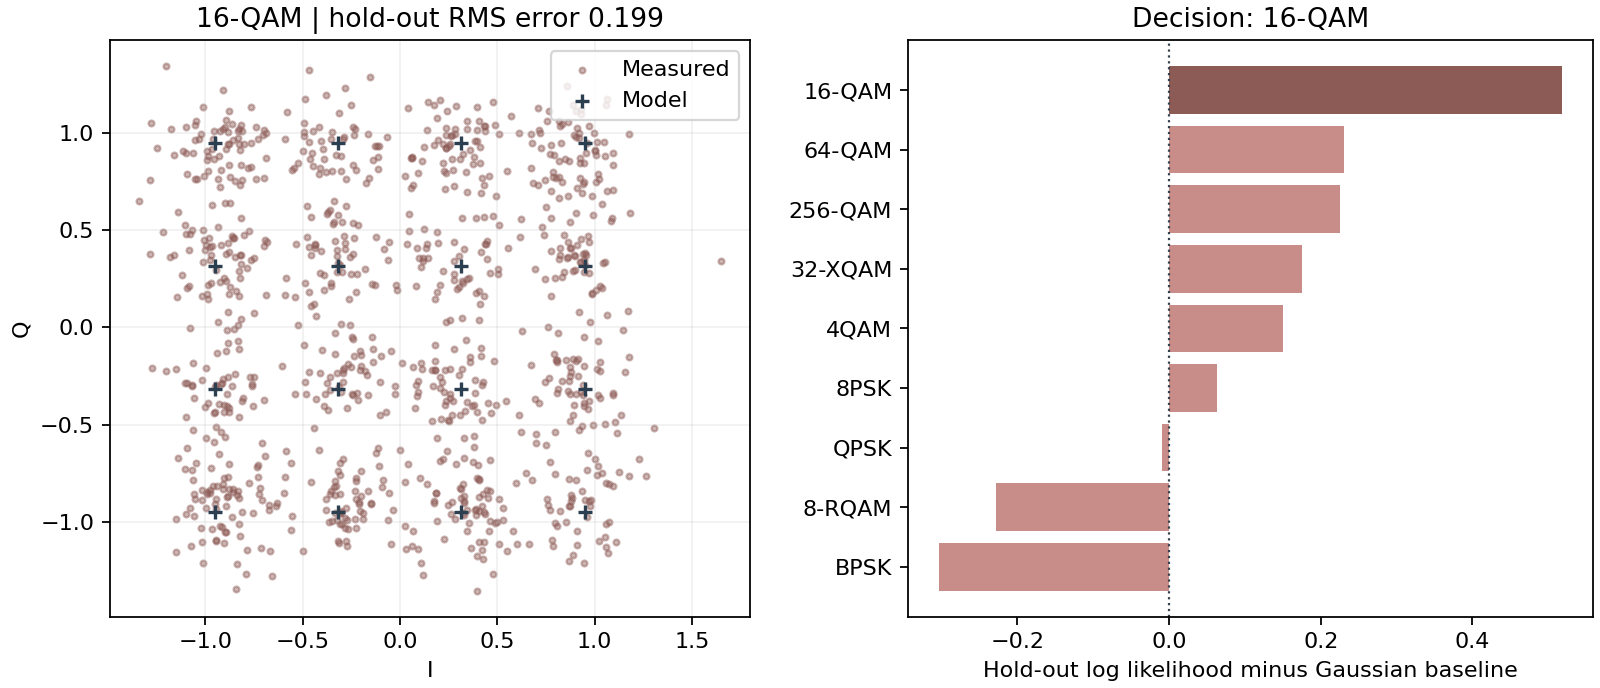 16-QAM | hold-out RMS error 0.199
Measured
Model
1.0
0.5
0.0
−0.5
−1.0
Q
−1.0
−0.5
0.0
0.5
1.0
1.5
I
Decision: 16-QAM
16-QAM
64-QAM
256-QAM
32-XQAM
4QAM
8PSK
QPSK
8-RQAM
BPSK
−0.2
0.0
0.2
0.4
Hold-out log likelihood minus Gaussian baseline